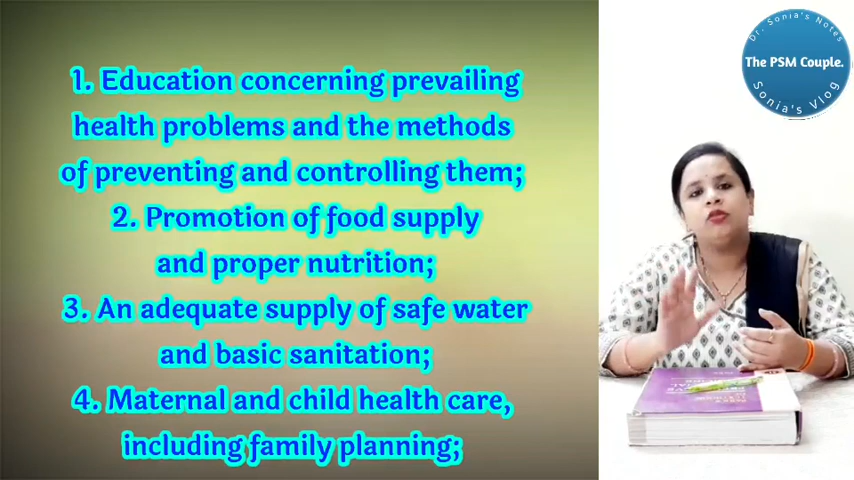 1. Education concerning prevailing
health problems and the methods
of preventing and controlling them;
2. Promotion of food supply
and proper nutrition;
3. An adequate supply of safe water
and basic sanitation;
4. Maternal and child health care,
including family planning;
Dr. Sonia's Notes
The PSM Couple.
Sonia's Vlog